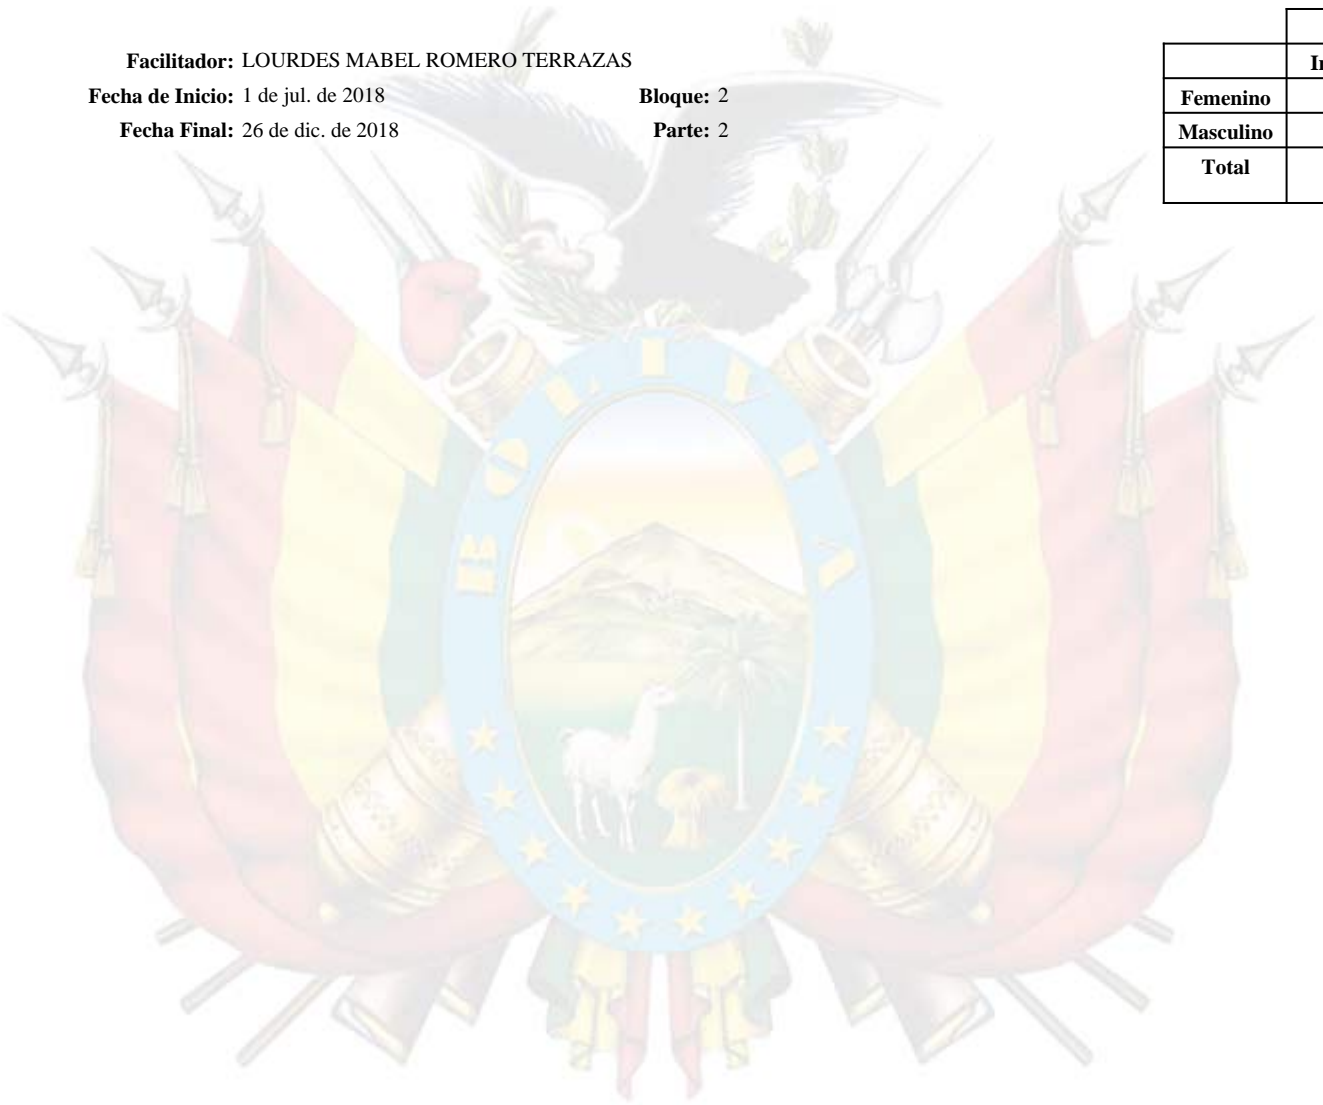 Facilitador: LOURDES MABEL ROMERO TERRAZAS
Fecha de Inicio: 1 de jul. de 2018 Bloque: 2
Fecha Final: 26 de dic. de 2018 Parte: 2
Femenino
Masculino
Total
BOLIVIA